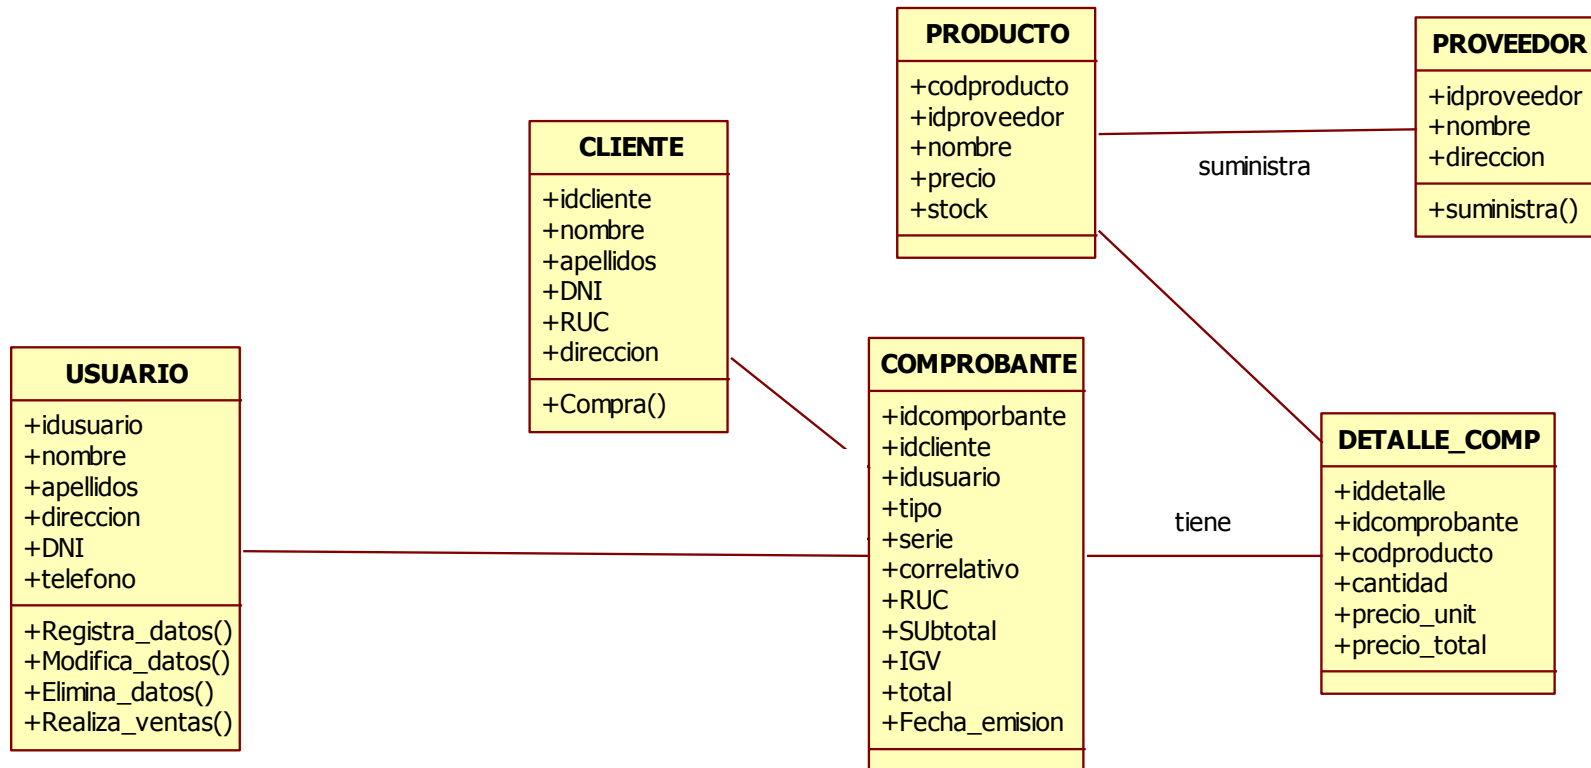 PRODUCTO
+codproducto
+idproveedor
+nombre
+precio
+stock
PROVEEDOR
+idproveedor
+nombre
+direccion
+suministra()
suministra
CLIENTE
+idcliente
+nombre
+apellidos
+DNI
+RUC
+direccion
+Compra()
USUARIO
+idusuario
+nombre
+apellidos
+direccion
+DNI
+telefono
+Registra_datos()
+Modifica_datos()
+Elimina_datos()
+Realiza_ventas()
COMPROBANTE
+idcomporbante
+idcliente
+idusuario
+tipo
+serie
+correlativo
+RUC
+SUbtotal
+IGV
+total
+Fecha_emision
tiene
DETALLE_COMP
+iddetalle
+idcomprobante
+codproducto
+cantidad
+precio_unit
+precio_total